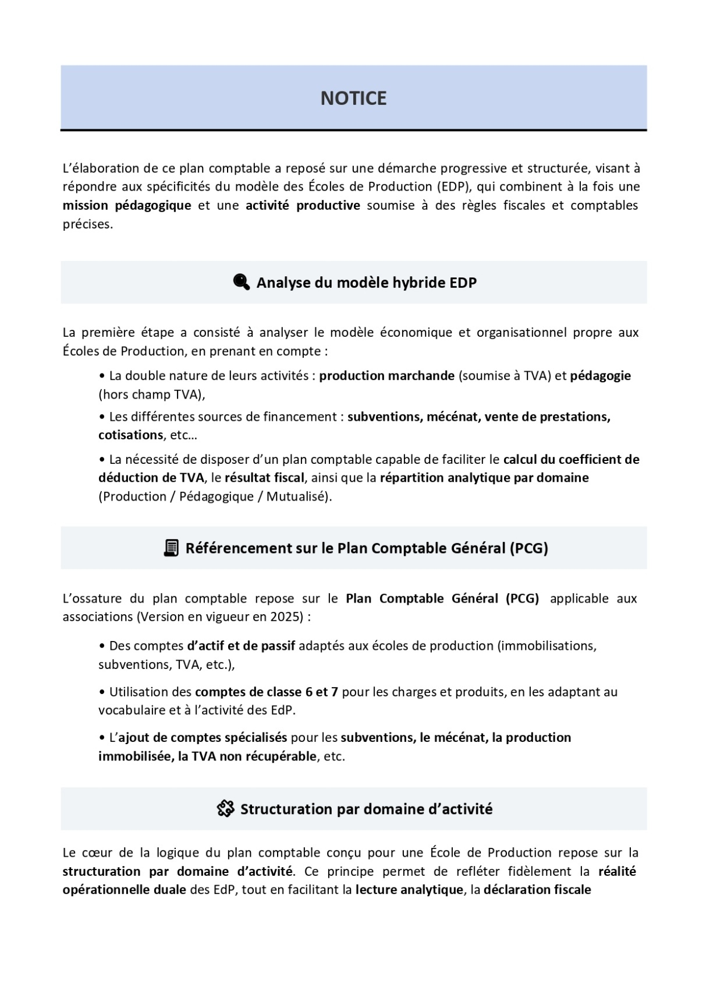 NOTICE
L’élaboration de ce plan comptable a reposé sur une démarche progressive et structurée, visant à
répondre aux spécificités du modèle des Écoles de Production (EDP), qui combinent à la fois une
mission pédagogique et une activité productive soumise à des règles fiscales et comptables
précises.
Analyse du modèle hybride EDP
La première étape a consisté à analyser le modèle économique et organisationnel propre aux
Écoles de Production, en prenant en compte :
• La double nature de leurs activités : production marchande (soumise à TVA) et pédagogie
(hors champ TVA),
• Les différentes sources de financement : subventions, mécénat, vente de prestations,
cotisations, etc…
• La nécessité de disposer d’un plan comptable capable de faciliter le calcul du coefficient de
déduction de TVA, le résultat fiscal, ainsi que la répartition analytique par domaine
(Production / Pédagogique / Mutualisé).
Référencement sur le Plan Comptable Général (PCG)
L’ossature du plan comptable repose sur le Plan Comptable Général (PCG) applicable aux
associations (Version en vigueur en 2025) :
• Des comptes d’actif et de passif adaptés aux écoles de production (immobilisations,
subventions, TVA, etc.),
• Utilisation des comptes de classe 6 et 7 pour les charges et produits, en les adaptant au
vocabulaire et à l’activité des EdP.
• L’ajout de comptes spécialisés pour les subventions, le mécénat, la production
immobilisée, la TVA non récupérable, etc.
Structuration par domaine d’activité
Le cœur de la logique du plan comptable conçu pour une École de Production repose sur la
structuration par domaine d’activité. Ce principe permet de refléter fidèlement la réalité
opérationnelle duale des EdP, tout en facilitant la lecture analytique, la déclaration fiscale